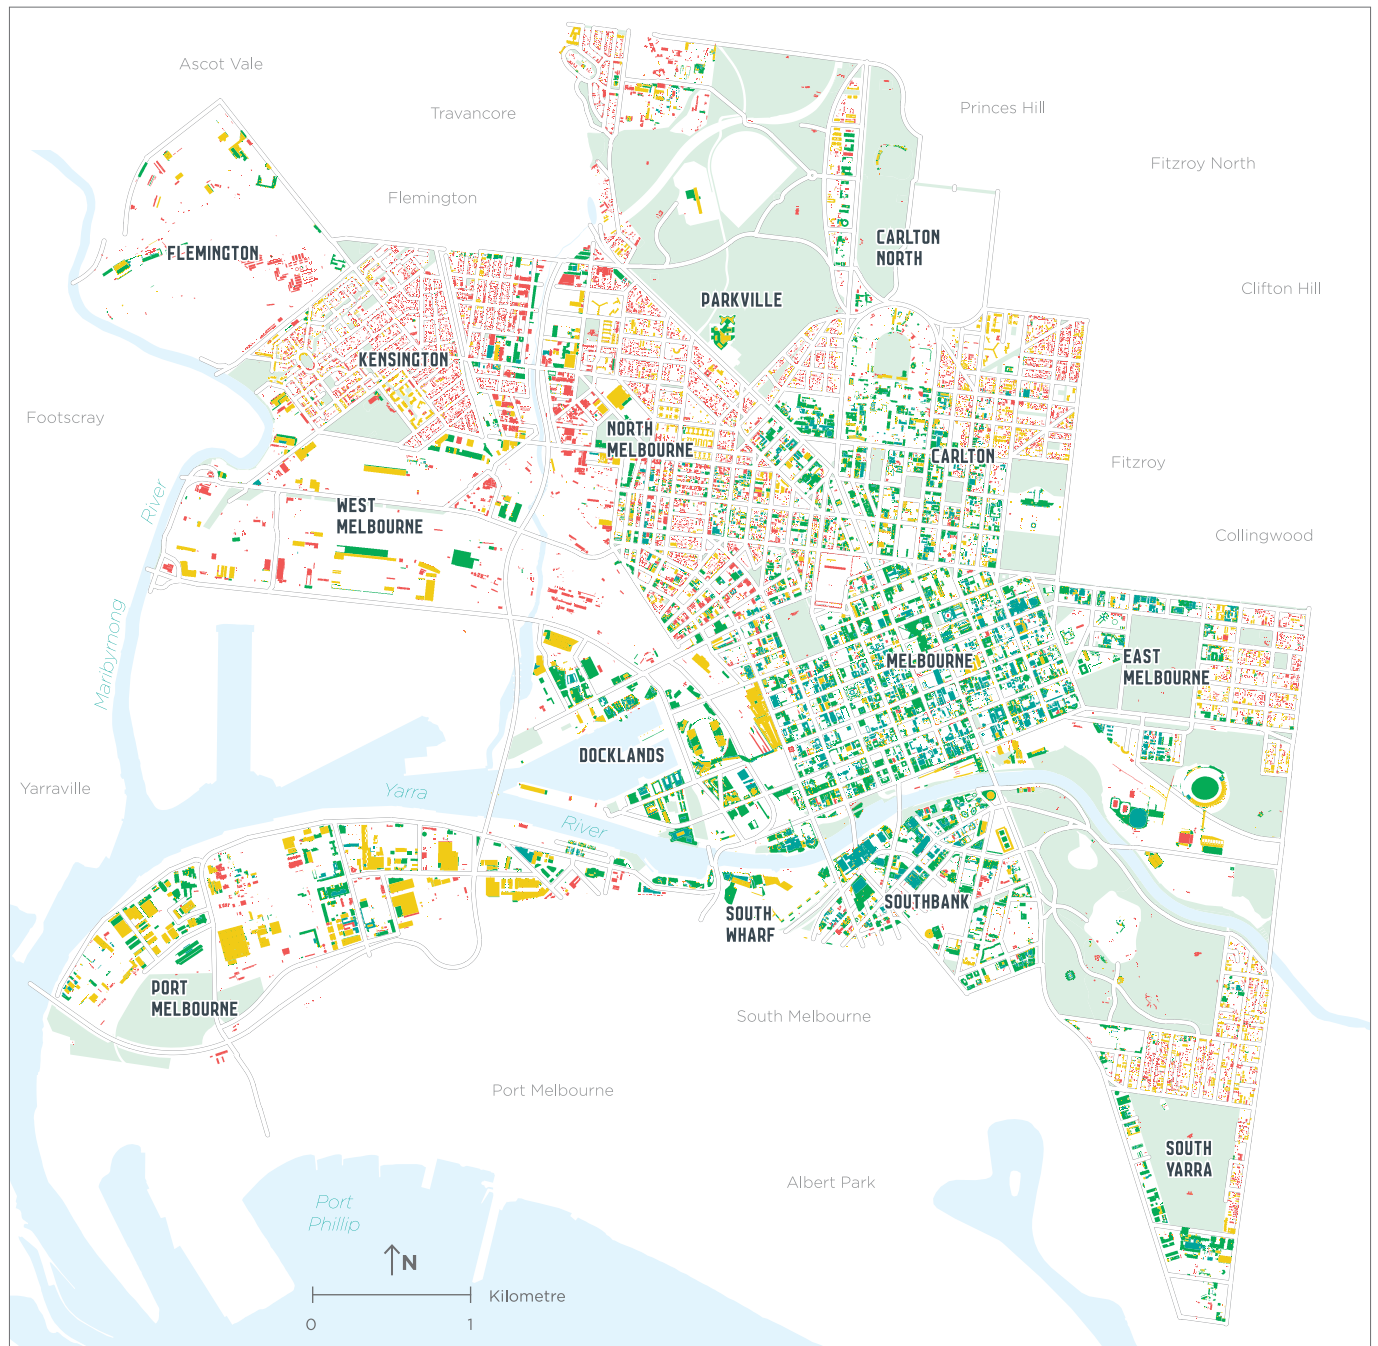 Ascot Vale
Travancore
Princes Hill
Fitzroy North
Flemington
FLEMINGTON
CARLTON
NORTH
Clifton Hill
PARKVILLE
KENSINGTON
Footscray
NORTH
MELBOURNE
CARLTON
Fitzroy
River
WEST
MELBOURNE
Collingwood
Maribyrnong
MELBOURNE
EAST
MELBOURNE
DOCKLANDS
Yarraville
Yarra
River
SOUTHBANK
SOUTH
WHARF
PORT
MELBOURNE
South Melbourne
Port Melbourne
SOUTH
YARRA
Albert Park
Port
Phillip
N
Kilometre
0
1